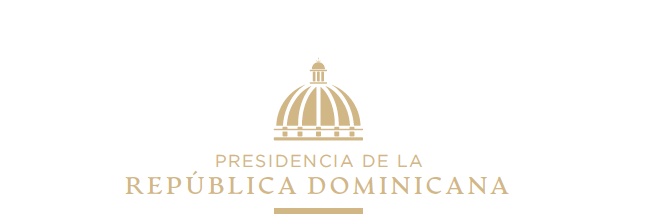 PRESIDENCIA DE LA
REPÚBLICA DOMINICANA